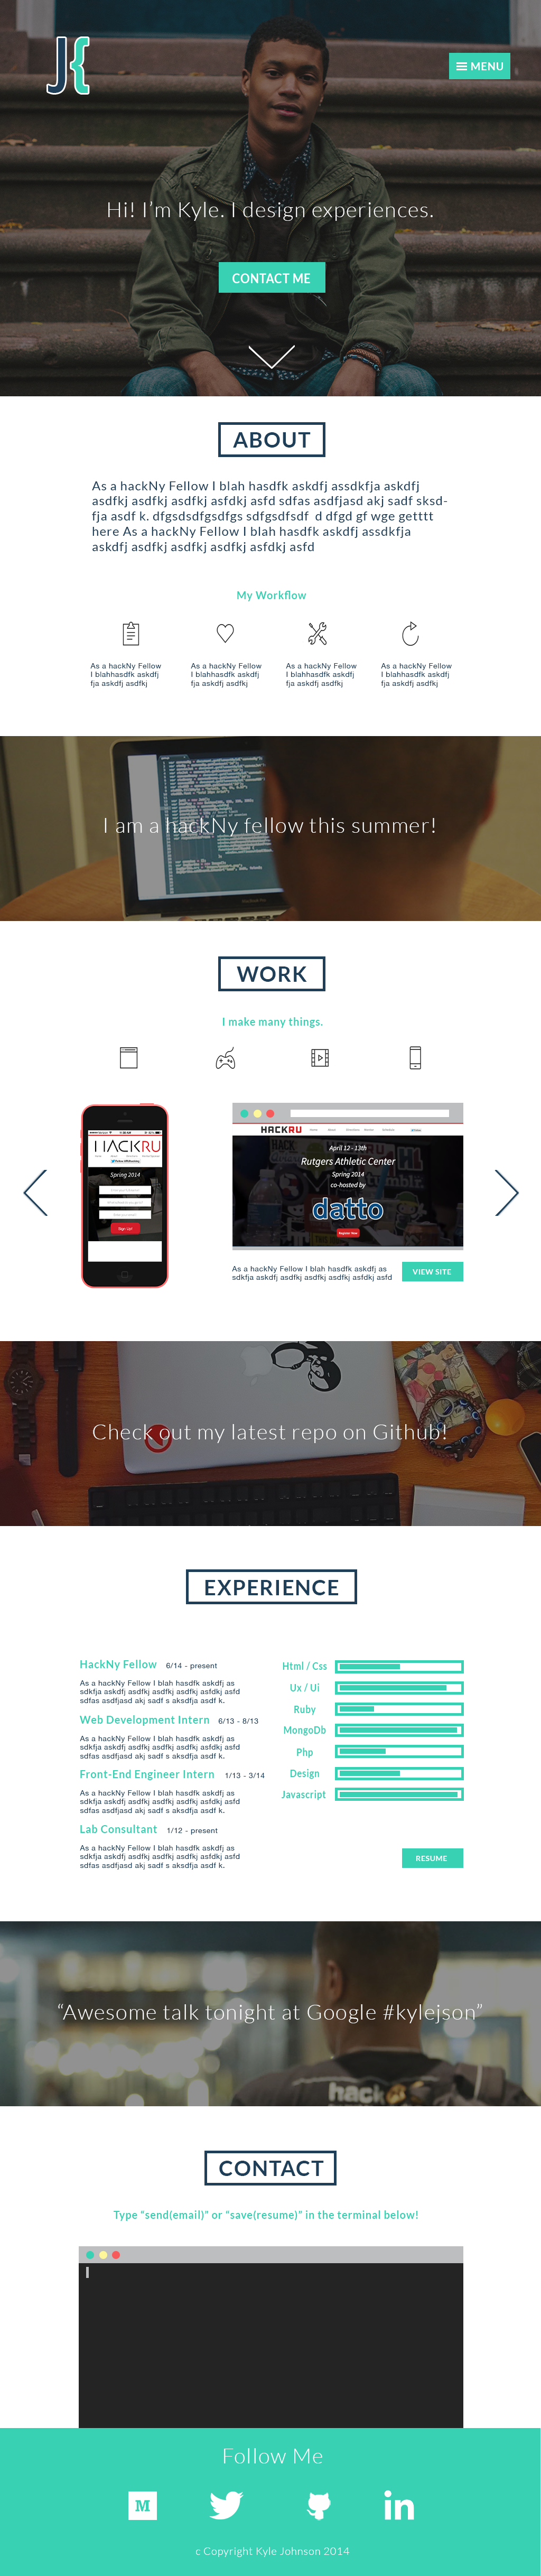 JK
MENU
Hi! I'm Kyle. I design experiences.
CONTACT ME
ABOUT
As a hackNy Fellow I blah hasdfk askdfj assdkfja askdfj
asdfkj asdfkj asdfkj asfdkj asfd sdfas asdfjasd akj sadf sksd-
fja asdf k. dfgsdsdfgsdfgs sdfgsdfsdf d dfgd gf wge getttt
here As a hackNy Fellow I blah hasdfk askdfj assdkfja
askdfj asdfkj asdfkj asdfkj asfdkj asfd
My Workflow
As a hackNy Fellow
I blahhasdfk askdfj
fja askdfj asdfkj
As a hackNy Fellow
I blahhasdfk askdfj
fja askdfj asdfkj
As a hackNy Fellow
I blahhasdfk askdfj
fja askdfj asdfkj
As a hackNy Fellow
I blahhasdfk askdfj
fja askdfj asdfkj
I am a hackNy fellow this summer!
WORK
I make many things.
HACKRU
Spring 2014
Sign Up!
HACKRU
April 12 - 13th
Rutgers Athletic Center
Spring 2014
co-hosted by
datto
Register Now
As a hackNy Fellow I blah hasdfk askdfj as
sdkfja askdfj asdfkj asdfkj asdfkj asfdkj asfd
VIEW SITE
Check out my latest repo on Github!
EXPERIENCE
HackNy Fellow 6/14 - present
As a hackNy Fellow I blah hasdfk askdfj as
sdkfja askdfj asdfkj asdfkj asdfkj asfdkj asfd
sdfas asdfjasd akj sadf s aksdfja asdf k.
Web Development Intern 6/13 - 8/13
As a hackNy Fellow I blah hasdfk askdfj as
sdkfja askdfj asdfkj asdfkj asdfkj asfdkj asfd
sdfas asdfjasd akj sadf s aksdfja asdf k.
Front-End Engineer Intern 1/13 - 3/14
As a hackNy Fellow I blah hasdfk askdfj as
sdkfja askdfj asdfkj asdfkj asdfkj asfdkj asfd
sdfas asdfjasd akj sadf s aksdfja asdf k.
Lab Consultant 1/12 - present
As a hackNy Fellow I blah hasdfk askdfj as
sdkfja askdfj asdfkj asdfkj asdfkj asfdkj asfd
sdfas asdfjasd akj sadf s aksdfja asdf k.
Html / Css
Ux / Ui
Ruby
MongoDb
Php
Design
Javascript
RESUME
“Awesome talk tonight at Google #kylejson”
hack
CONTACT
Type “send(email)” or “save(resume)” in the terminal below!
Follow Me
M
in
c Copyright Kyle Johnson 2014